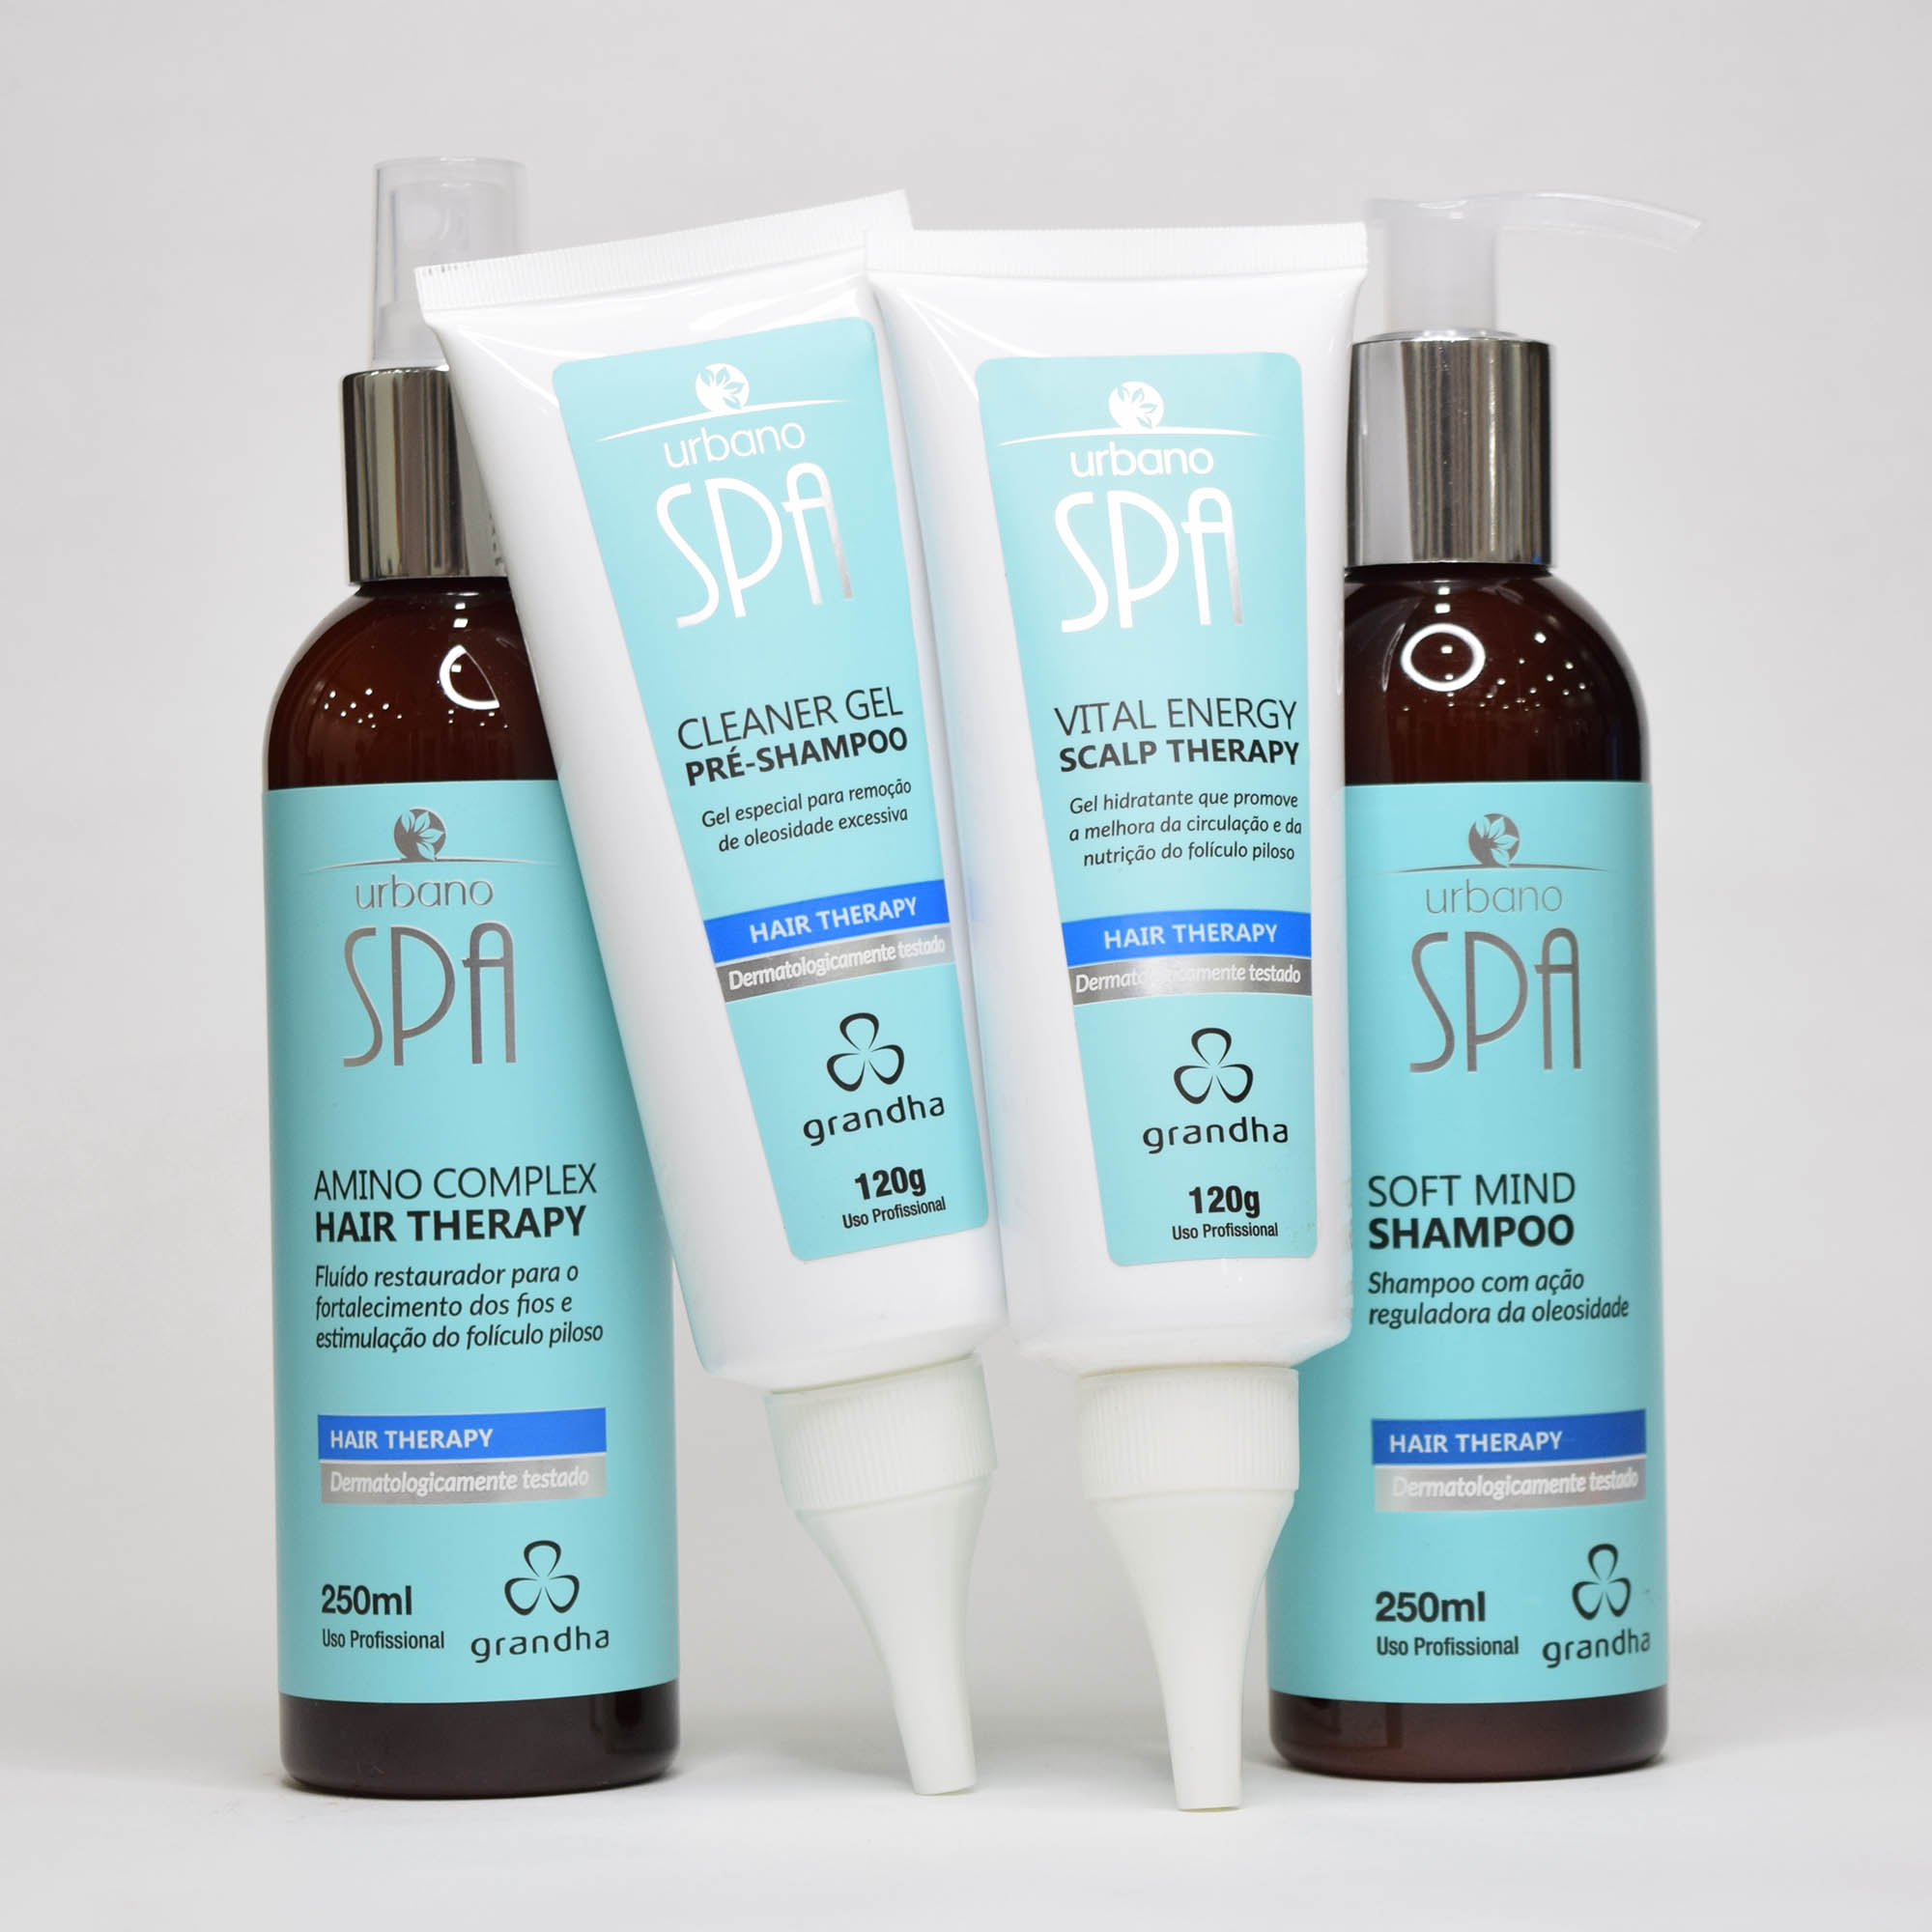 urbano
SPA
AMINO COMPLEX
HAIR THERAPY
Fluído restaurador para o
fortalecimento dos fios e
estimulação do folículo piloso
HAIR THERAPY
Dermatologicamente testado
250ml
Uso Profissional
grandha
urbano
SPA
CLEANER GEL
PRÉ-SHAMPOO
Gel especial para remoção
de oleosidade excessiva
HAIR THERAPY
Dermatologicamente testado
grandha
120g
Uso Profissional
urbano
SPA
VITAL ENERGY
SCALP THERAPY
Gel hidratante que promove
a melhora da circulação e da
nutrição do folículo piloso
HAIR THERAPY
Dermatologicamente testado
grandha
120g
Uso Profissional
urbano
SPA
SOFT MIND
SHAMPOO
Shampoo com ação
reguladora da oleosidade
HAIR THERAPY
Dermatologicamente testado
250ml
Uso Profissional
grandha